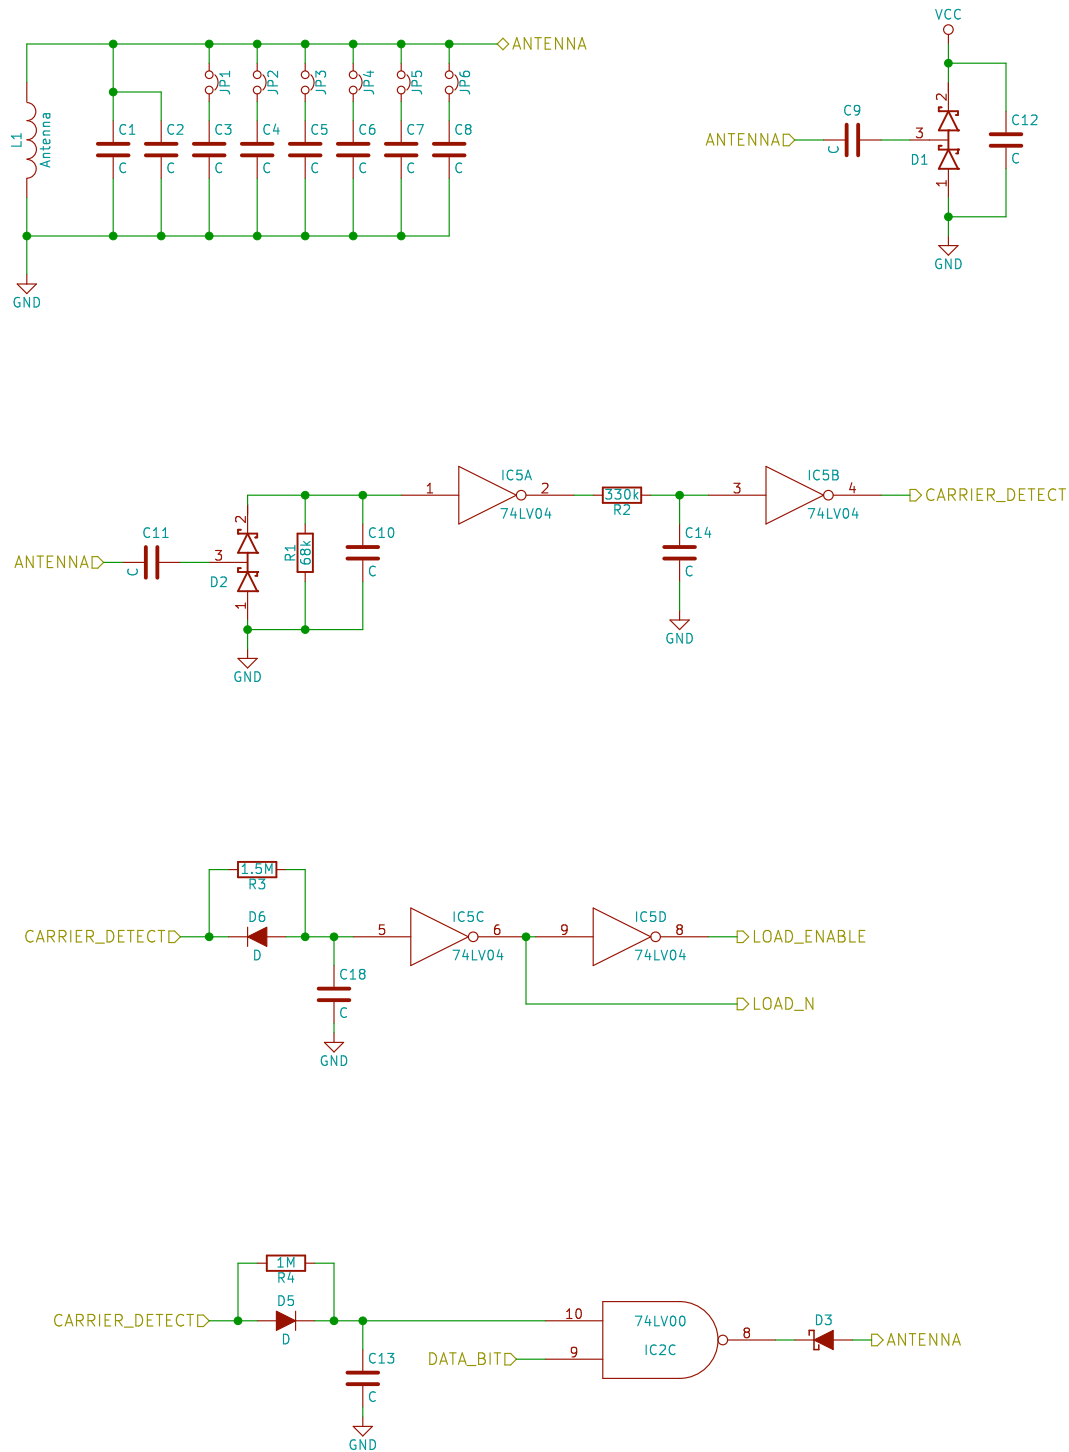 VCC
ANTENNA
L1
Antenna
JP1
JP2
JP3
JP4
JP5
JP6
C1
C
C2
C
C3
C
C4
C
C5
C
C6
C
C7
C
C8
C
GND
ANTENNA
C9
C
3
2
D1
1
C12
C
GND
ANTENNA
C11
C
3
2
D2
1
R1
68k
C10
C
GND
1
IC5A
2
74LV04
330k
R2
C14
C
GND
3
IC5B
4
74LV04
CARRIER_DETECT
CARRIER_DETECT
1.5M
R3
D6
D
C18
C
GND
5
IC5C
6
74LV04
9
IC5D
8
74LV04
LOAD_ENABLE
LOAD_N
CARRIER_DETECT
1M
R4
D5
D
C13
C
GND
DATA_BIT
10
9
74LV00
IC2C
8
D3
ANTENNA